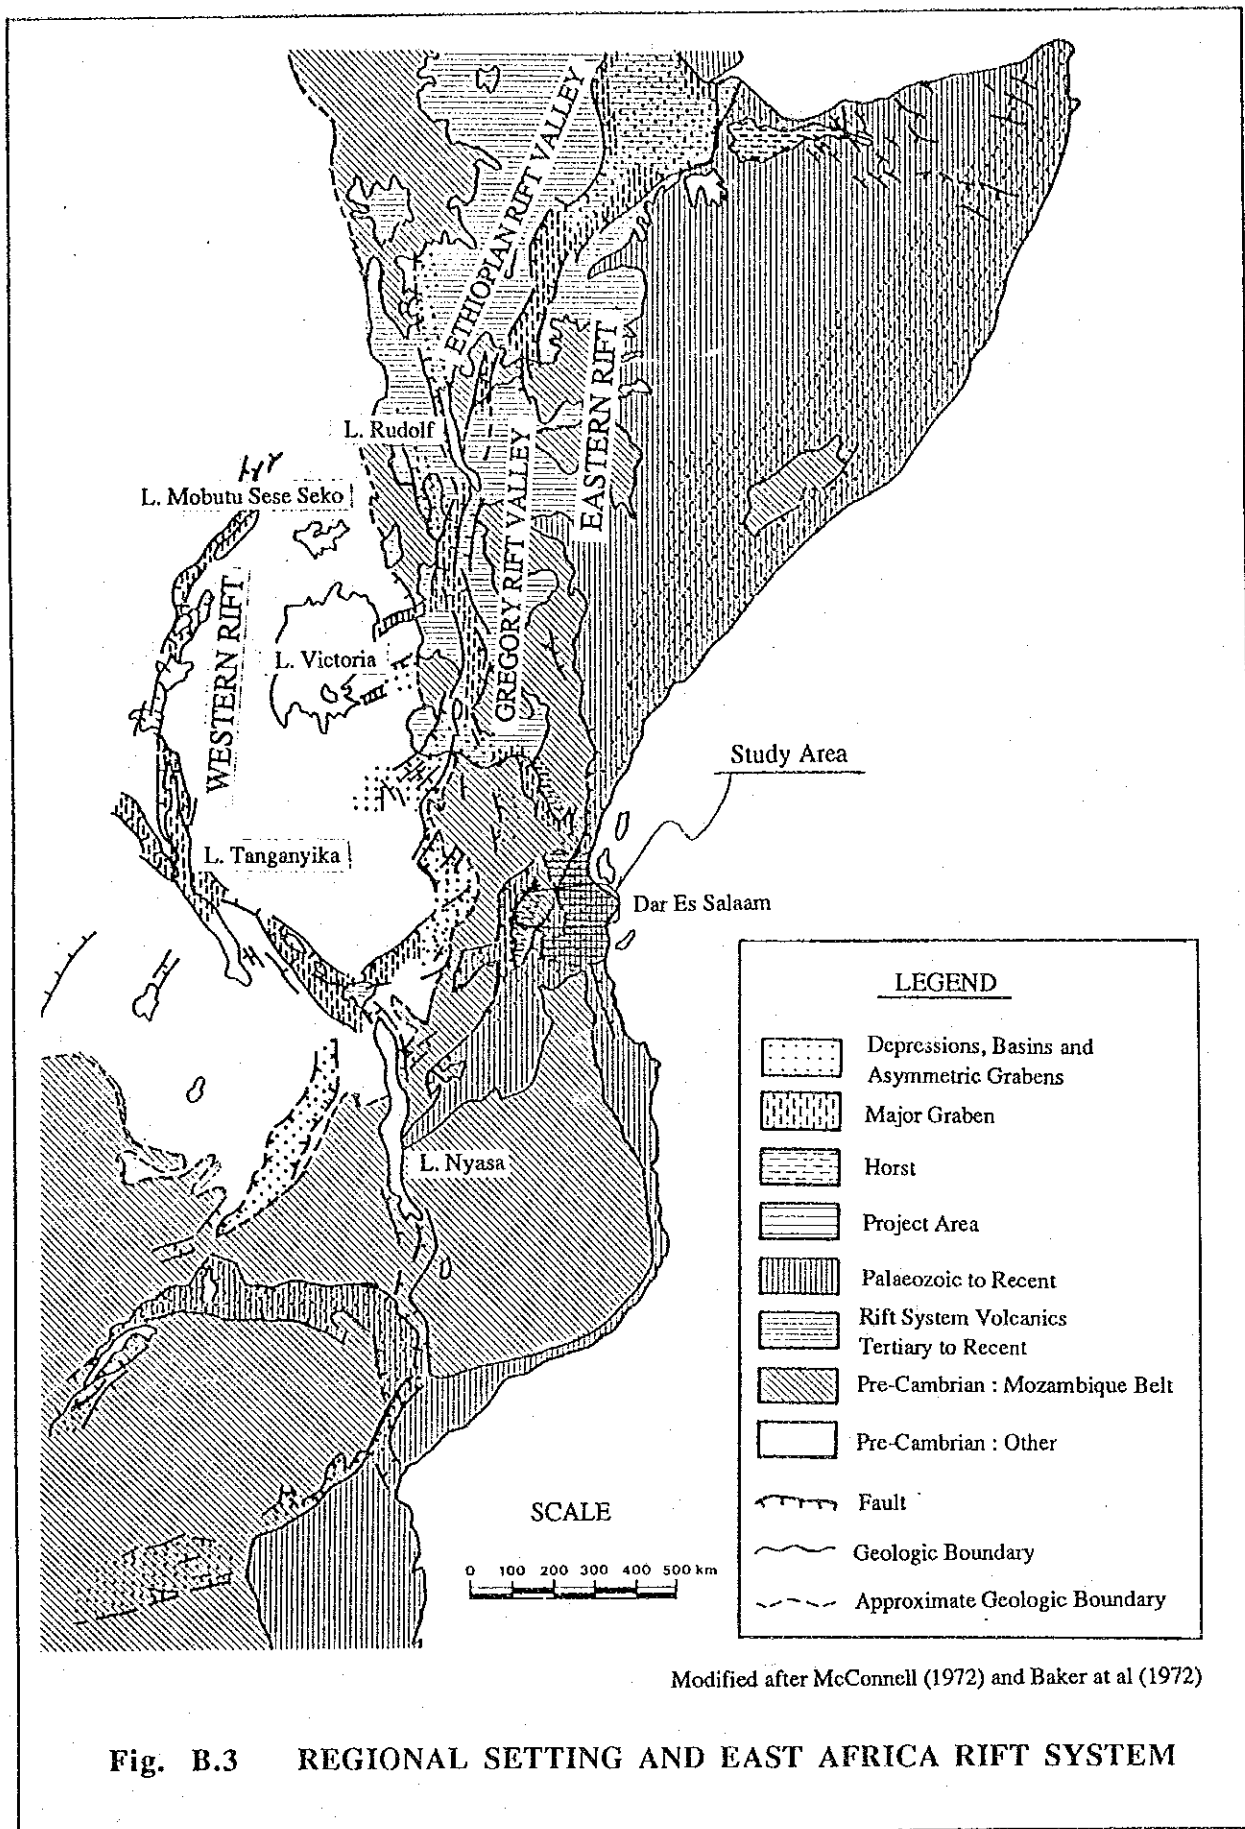 ETHIOPIAN RIFT VALLEY
EASTERN RIFT
L. Rudolf
GREGORY RIFT VALLEY
L. Mobutu Sese Seko
WESTERN RIFT
L. Victoria
Study Area
L. Tanganyika
Dar Es Salaam
L. Nyasa
LEGEND
Depressions, Basins and
Asymmetric Grabens
Major Graben
Horst
Project Area
Palaeozoic to Recent
Rift System Volcanics
Tertiary to Recent
Pre-Cambrian : Mozambique Belt
Pre-Cambrian : Other
Fault
Geologic Boundary
Approximate Geologic Boundary
SCALE
0 100 200 300 400 500 km
Modified after McConnell (1972) and Baker at al (1972)
Fig. B.3 REGIONAL SETTING AND EAST AFRICA RIFT SYSTEM